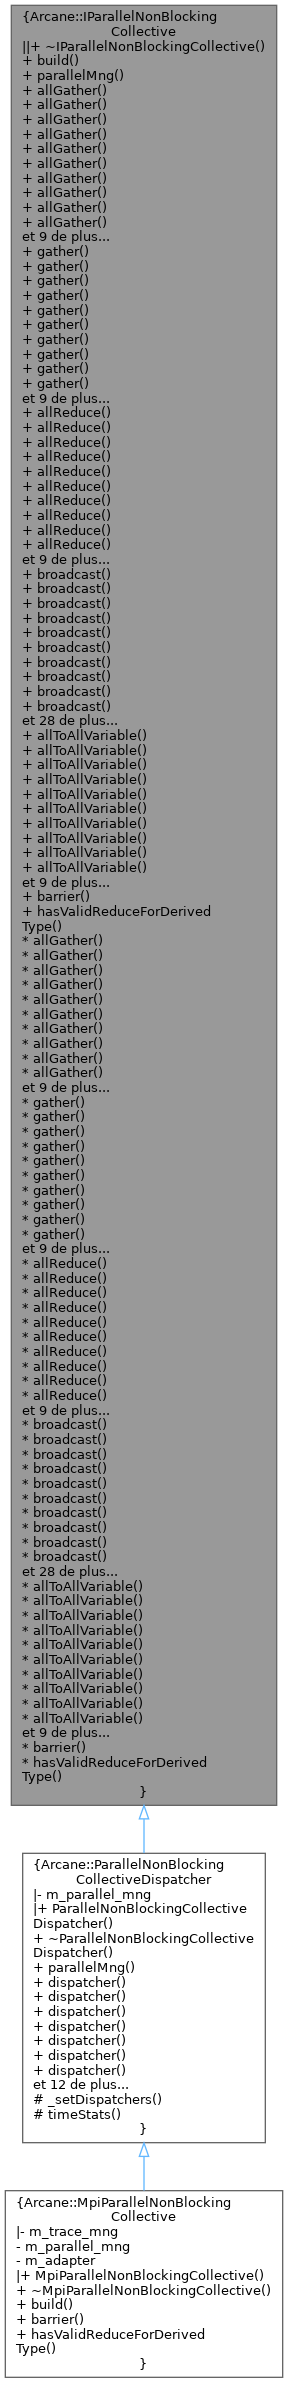 {Arcane::IParallelNonBlocking
Collective
||+ ~IParallelNonBlockingCollective()
+ build()
+ parallelMng()
+ allGather()
+ allGather()
+ allGather()
+ allGather()
+ allGather()
+ allGather()
+ allGather()
+ allGather()
+ allGather()
+ allGather()
et 9 de plus...
+ gather()
+ gather()
+ gather()
+ gather()
+ gather()
+ gather()
+ gather()
+ gather()
+ gather()
+ gather()
et 9 de plus...
+ allReduce()
+ allReduce()
+ allReduce()
+ allReduce()
+ allReduce()
+ allReduce()
+ allReduce()
+ allReduce()
+ allReduce()
+ allReduce()
et 9 de plus...
+ broadcast()
+ broadcast()
+ broadcast()
+ broadcast()
+ broadcast()
+ broadcast()
+ broadcast()
+ broadcast()
+ broadcast()
+ broadcast()
et 28 de plus...
+ allToAllVariable()
+ allToAllVariable()
+ allToAllVariable()
+ allToAllVariable()
+ allToAllVariable()
+ allToAllVariable()
+ allToAllVariable()
+ allToAllVariable()
+ allToAllVariable()
+ allToAllVariable()
et 9 de plus...
+ barrier()
+ hasValidReduceForDerived
Type()
* allGather()
* allGather()
* allGather()
* allGather()
* allGather()
* allGather()
* allGather()
* allGather()
* allGather()
* allGather()
et 9 de plus...
* gather()
* gather()
* gather()
* gather()
* gather()
* gather()
* gather()
* gather()
* gather()
* gather()
et 9 de plus...
* allReduce()
* allReduce()
* allReduce()
* allReduce()
* allReduce()
* allReduce()
* allReduce()
* allReduce()
* allReduce()
* allReduce()
et 9 de plus...
* broadcast()
* broadcast()
* broadcast()
* broadcast()
* broadcast()
* broadcast()
* broadcast()
* broadcast()
* broadcast()
* broadcast()
et 28 de plus...
* allToAllVariable()
* allToAllVariable()
* allToAllVariable()
* allToAllVariable()
* allToAllVariable()
* allToAllVariable()
* allToAllVariable()
* allToAllVariable()
* allToAllVariable()
* allToAllVariable()
et 9 de plus...
* barrier()
* hasValidReduceForDerived
Type()
}
{Arcane::ParallelNonBlocking
CollectiveDispatcher
|- m_parallel_mng
|+ ParallelNonBlockingCollective
Dispatcher()
+ ~ParallelNonBlockingCollective
Dispatcher()
+ parallelMng()
+ dispatcher()
+ dispatcher()
+ dispatcher()
+ dispatcher()
+ dispatcher()
+ dispatcher()
+ dispatcher()
et 12 de plus...
# _setDispatchers()
# timeStats()
}
{Arcane::MpiParallelNonBlocking
Collective
|- m_trace_mng
- m_parallel_mng
- m_adapter
|+ MpiParallelNonBlockingCollective()
+ ~MpiParallelNonBlockingCollective()
+ build()
+ barrier()
+ hasValidReduceForDerived
Type()
}